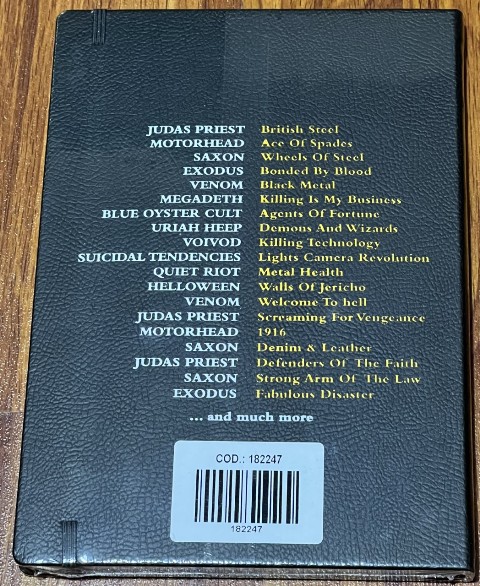 JUDAS PRIEST British Steel
MOTORHEAD Ace Of Spades
SAXON Wheels Of Steel
EXODUS Bonded By Blood
VENOM Black Metal
MEGADETH Killing Is My Business
BLUE OYSTER CULT Agents Of Fortune
URIAH HEEP Demons And Wizards
VOIVOD Killing Technology
SUICIDAL TENDENCIES Lights Camera Revolution
QUIET RIOT Metal Health
HELLOWEEN Walls Of Jericho
VENOM Welcome To hell
JUDAS PRIEST Screaming For Vengeance
MOTORHEAD 1916
SAXON Denim & Leather
JUDAS PRIEST Defenders Of The Faith
SAXON Strong Arm Of The Law
EXODUS Fabulous Disaster
... and much more
COD.: 182247
182247